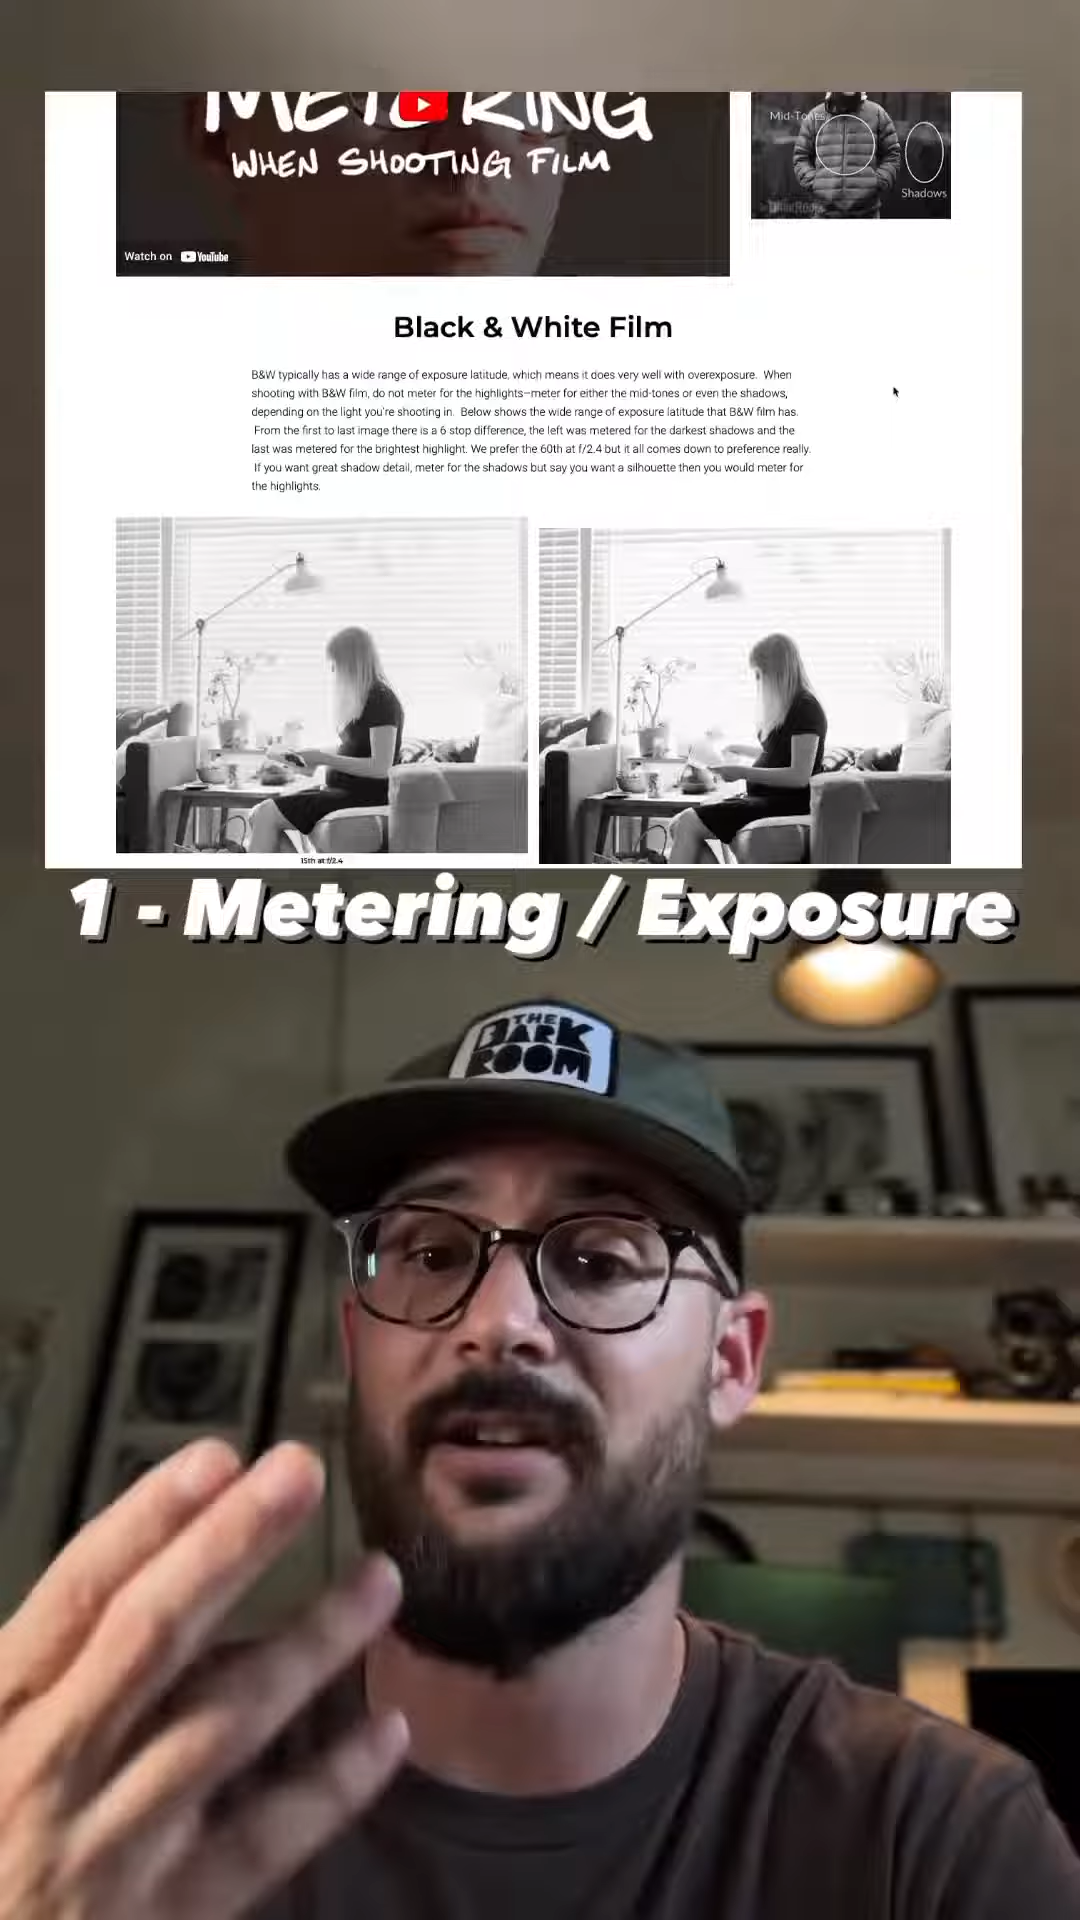 METERING
WHEN SHOOTING FILM
Mid-Tones
Shadows
Watch on YouTube
Black & White Film
B&W typically has a wide range of exposure latitude, which means it does very well with overexposure. When
shooting with B&W film, do not meter for the highlights–meter for either the mid-tones or even the shadows,
depending on the light you're shooting in. Below shows the wide range of exposure latitude that B&W film has.
From the first to last image there is a 6 stop difference, the left was metered for the darkest shadows and the
last was metered for the brightest highlight. We prefer the 60th at f/2.4 but it all comes down to preference really.
If you want great shadow detail, meter for the shadows but say you want a silhouette then you would meter for
the highlights.
15th at f/2.4
1 - Metering / Exposure
THE
DARK
ROOM